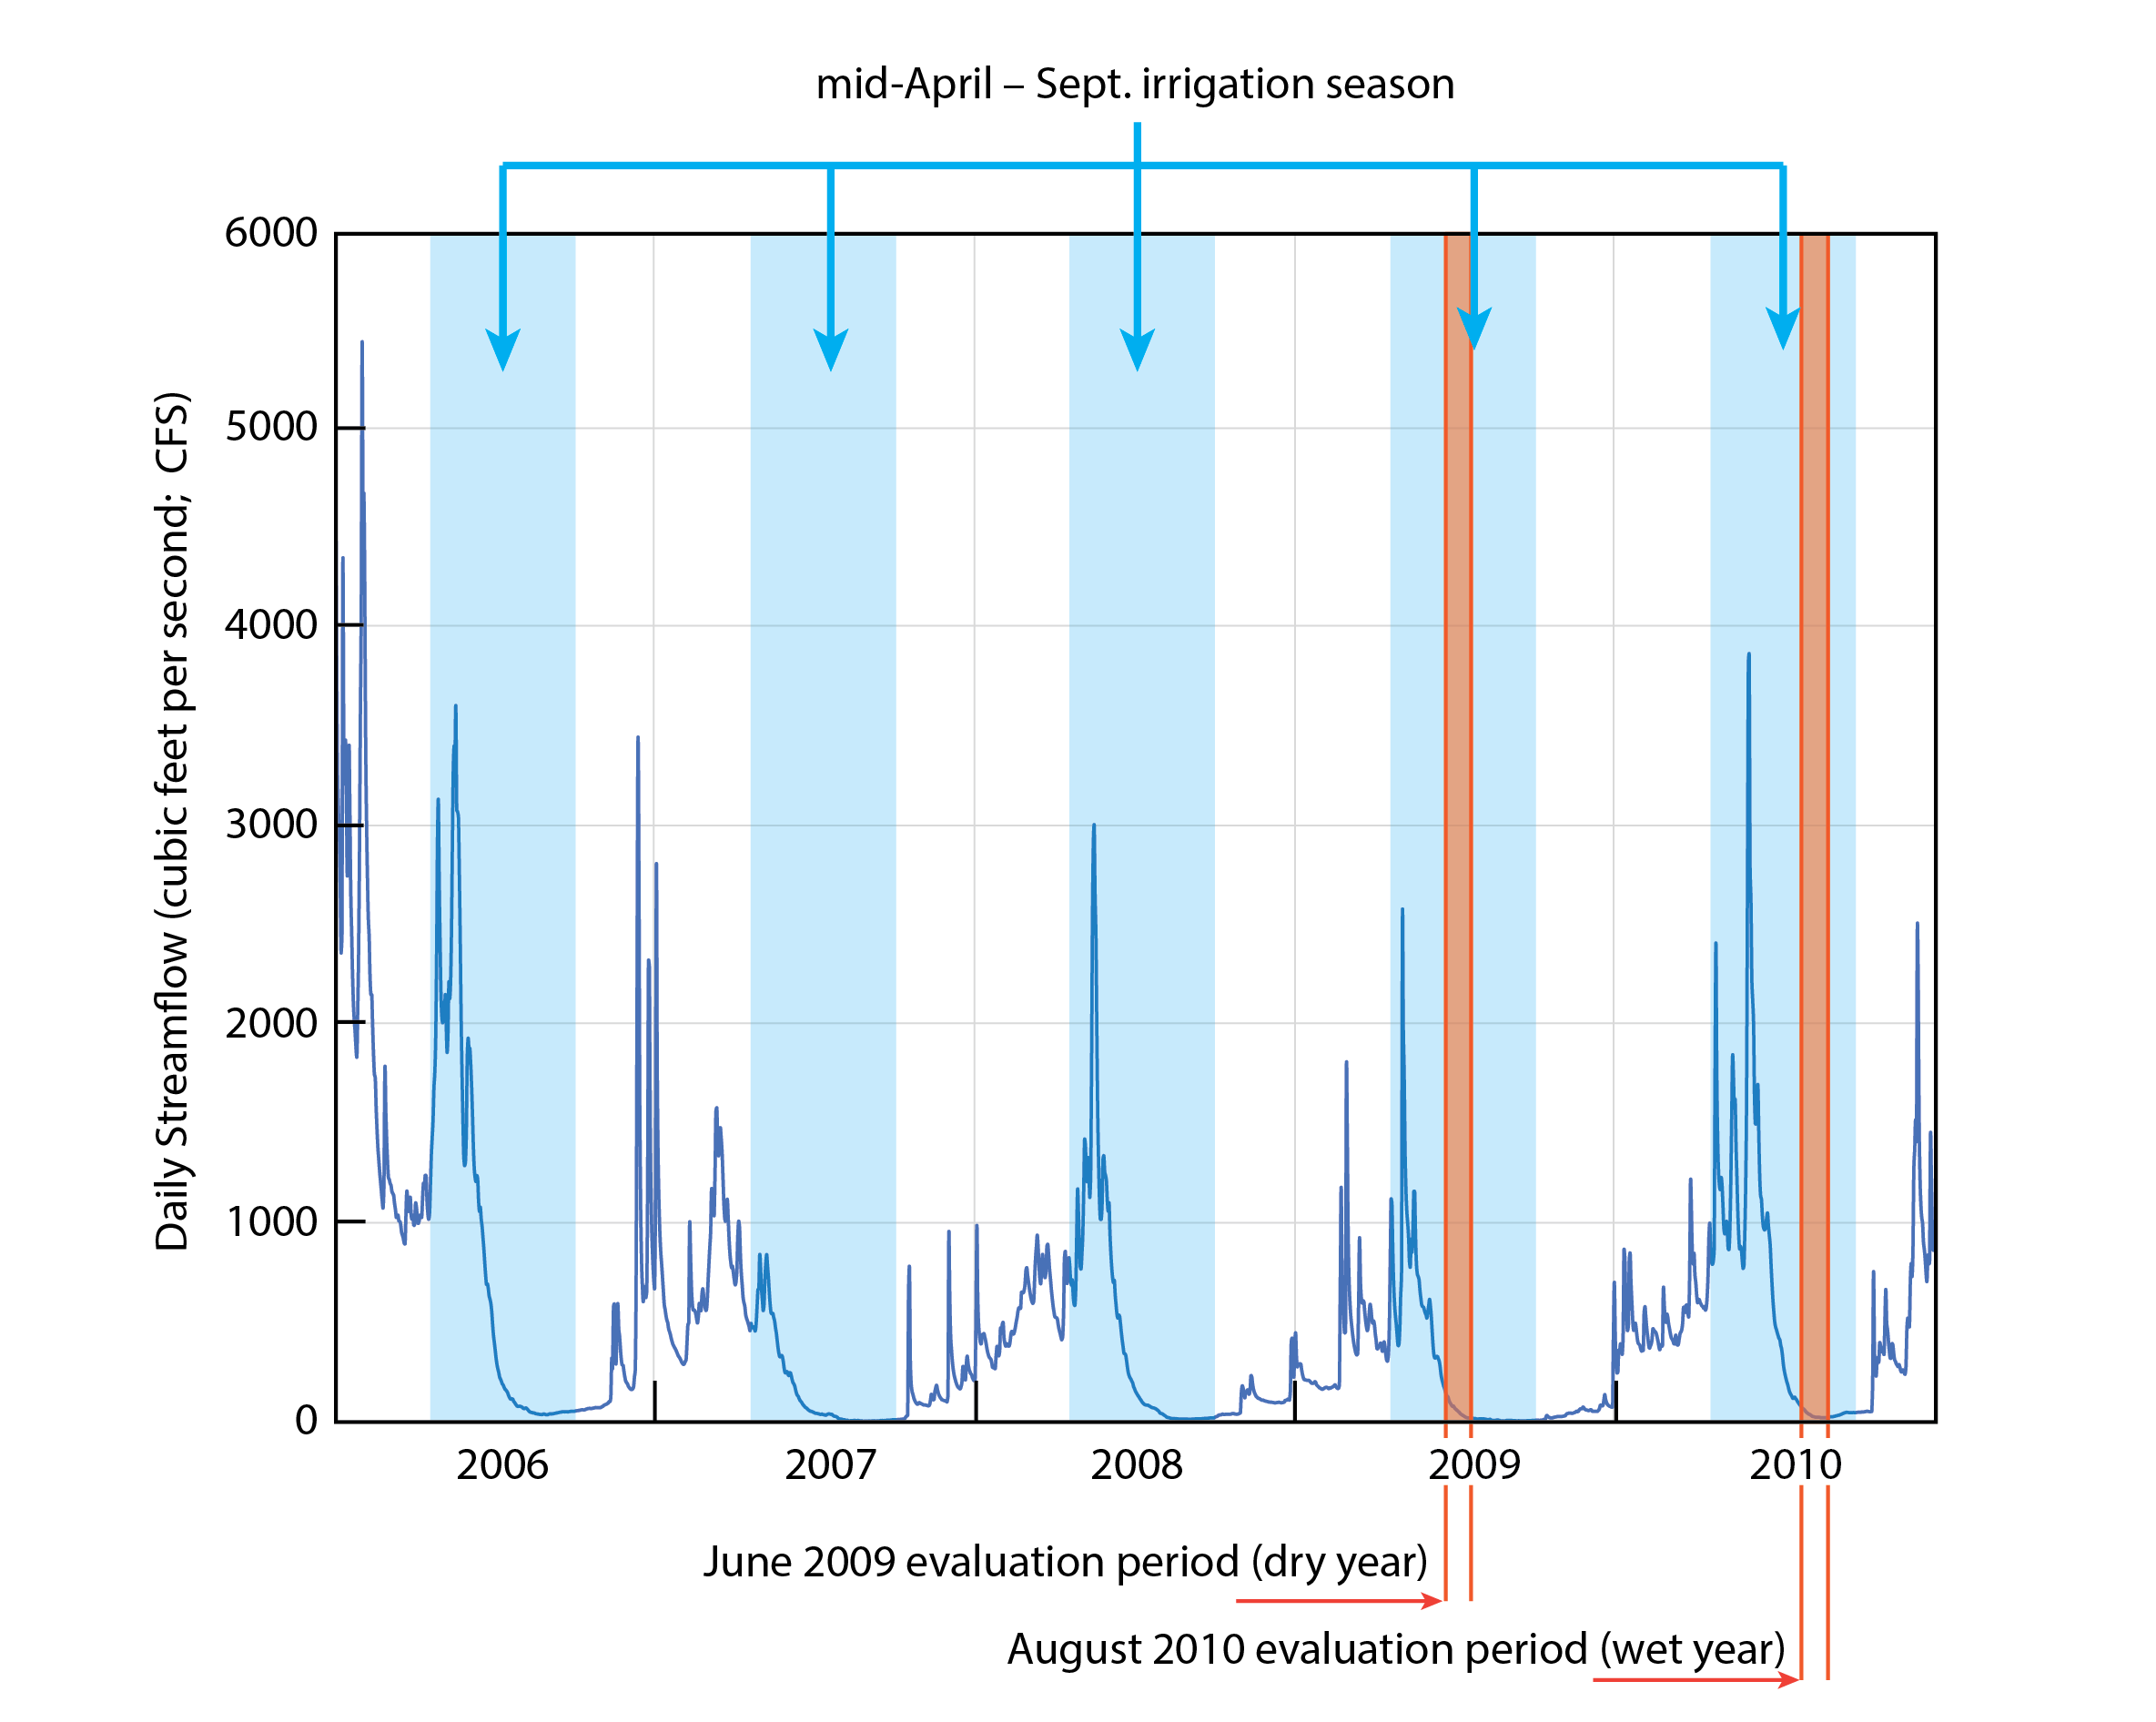 mid-April – Sept. irrigation season
6000
5000
4000
3000
2000
1000
0
Daily Streamflow (cubic feet per second;  CFS)
2006 2007 2008 2009 2010
June 2009 evaluation period (dry year)
August 2010 evaluation period (wet year)